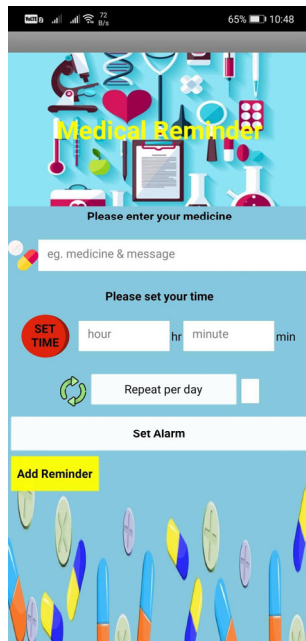 72
B/s
65% 10:48
Medical Reminder
Please enter your medicine
eg. medicine & message
Please set your time
SET
TIME
hour
hr
minute
min
Repeat per day
Set Alarm
Add Reminder